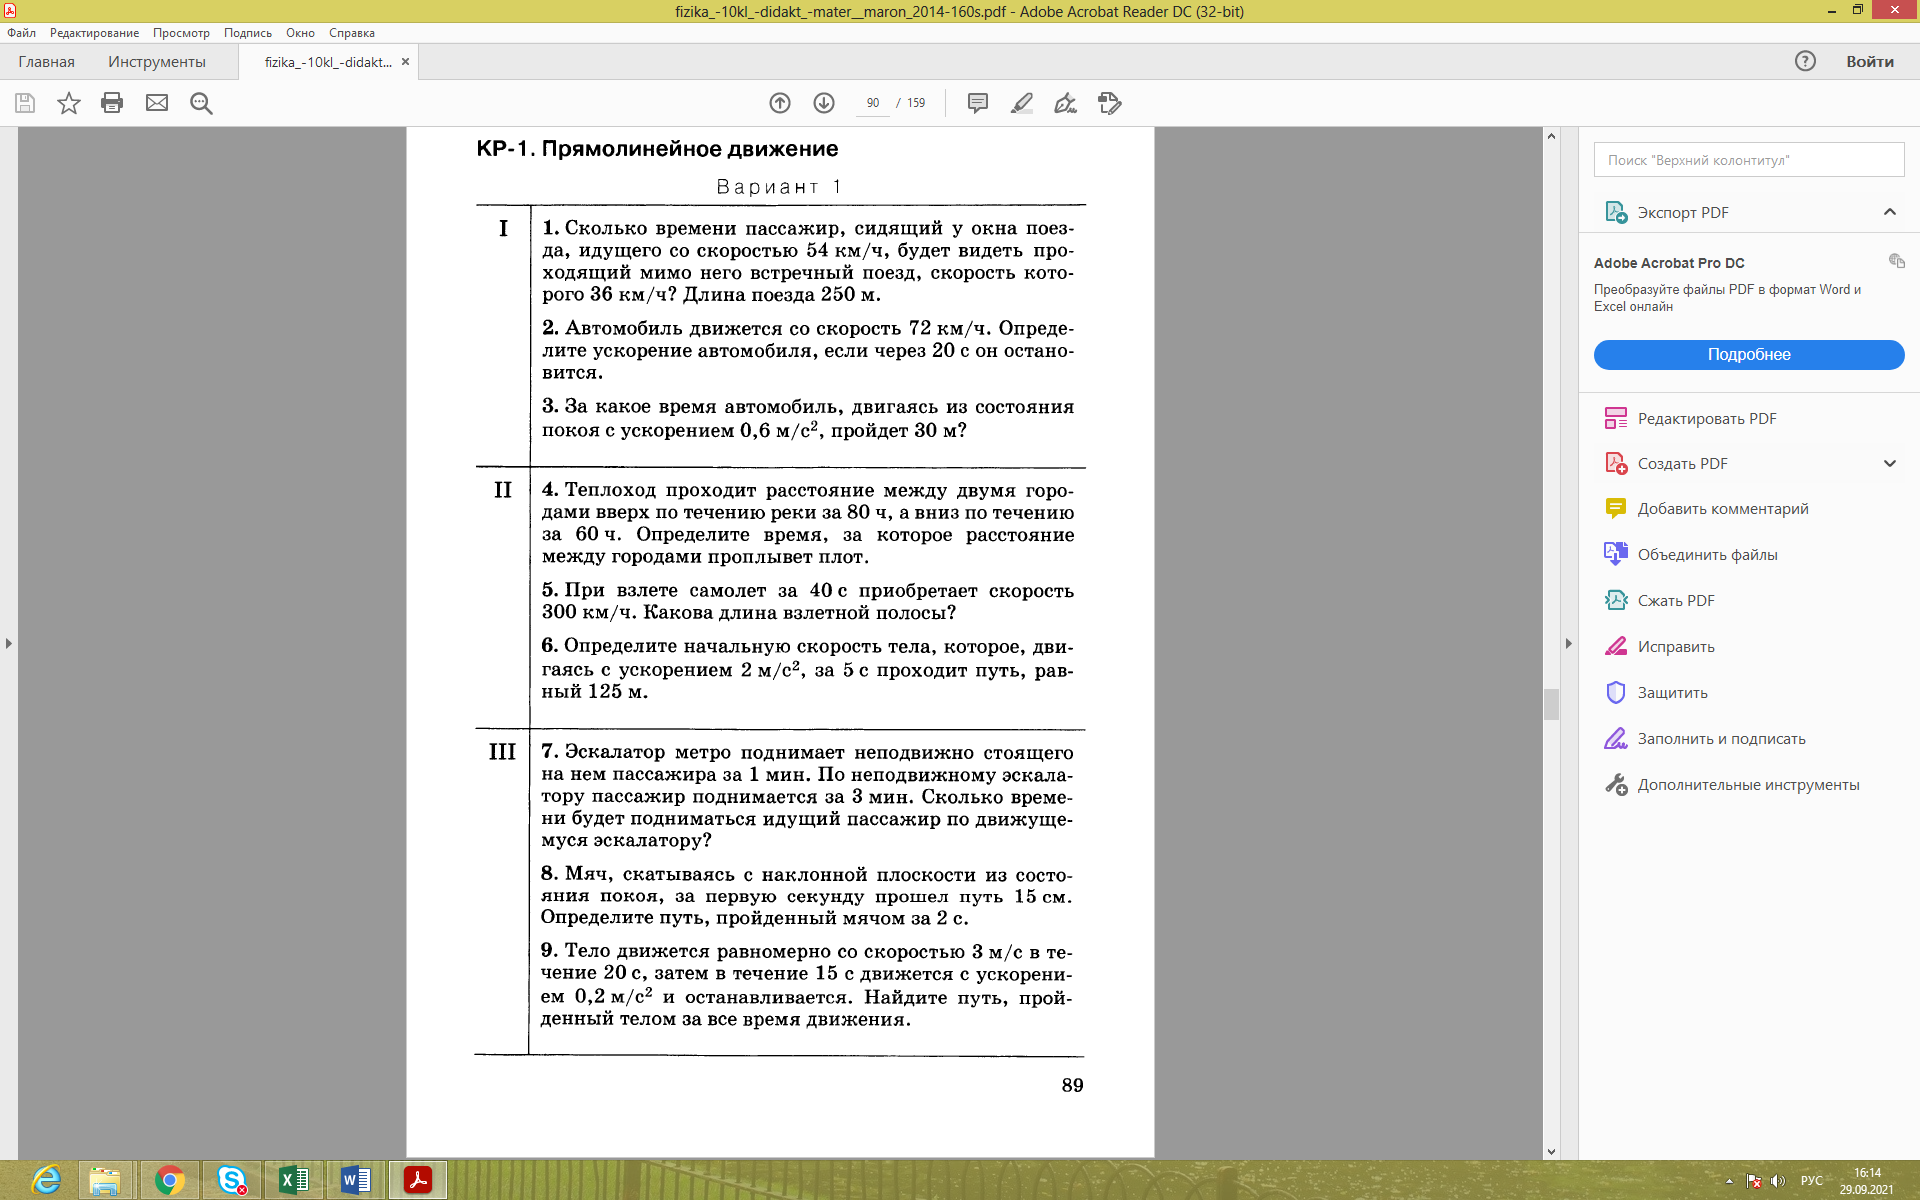 fizika_-10kl_-didakt_-mater__maron_2014-160s.pdf - Adobe Acrobat Reader DC (32-bit)
Файл Редактирование Просмотр Подпись Окно Справка
Главная Инструменты fizika_-10kl_-didakt... × Войти
90 / 159
КР-1. Прямолинейное движение
Вариант 1
I
1. Сколько времени пассажир, сидящий у окна поез-
да, идущего со скоростью 54 км/ч, будет видеть про-
ходящий мимо него встречный поезд, скорость кото-
рого 36 км/ч? Длина поезда 250 м.
2. Автомобиль движется со скорость 72 км/ч. Опреде-
лите ускорение автомобиля, если через 20 с он остано-
вится.
3. За какое время автомобиль, двигаясь из состояния
покоя с ускорением 0,6 м/с², пройдет 30 м?
II
4. Теплоход проходит расстояние между двумя горо-
дами вверх по течению реки за 80 ч, а вниз по течению
за 60 ч. Определите время, за которое расстояние
между городами проплывет плот.
5. При взлете самолет за 40 с приобретает скорость
300 км/ч. Какова длина взлетной полосы?
6. Определите начальную скорость тела, которое, дви-
гаясь с ускорением 2 м/с², за 5 с проходит путь, рав-
ный 125 м.
III
7. Эскалатор метро поднимает неподвижно стоящего
на нем пассажира за 1 мин. По неподвижному эскала-
тору пассажир поднимается за 3 мин. Сколько време-
ни будет подниматься идущий пассажир по движуще-
муся эскалатору?
8. Мяч, скатываясь с наклонной плоскости из состо-
яния покоя, за первую секунду прошел путь 15 см.
Определите путь, пройденный мячом за 2 с.
9. Тело движется равномерно со скоростью 3 м/с в те-
чение 20 с, затем в течение 15 с движется с ускорени-
ем 0,2 м/с² и останавливается. Найдите путь, прой-
денный телом за все время движения.
89
Поиск "Верхний колонтитул"
Экспорт PDF
Adobe Acrobat Pro DC
Преобразуйте файлы PDF в формат Word и
Excel онлайн
Подробнее
Редактировать PDF
Создать PDF
Добавить комментарий
Объединить файлы
Сжать PDF
Исправить
Защитить
Заполнить и подписать
Дополнительные инструменты
РУС
16:14
29.09.2021